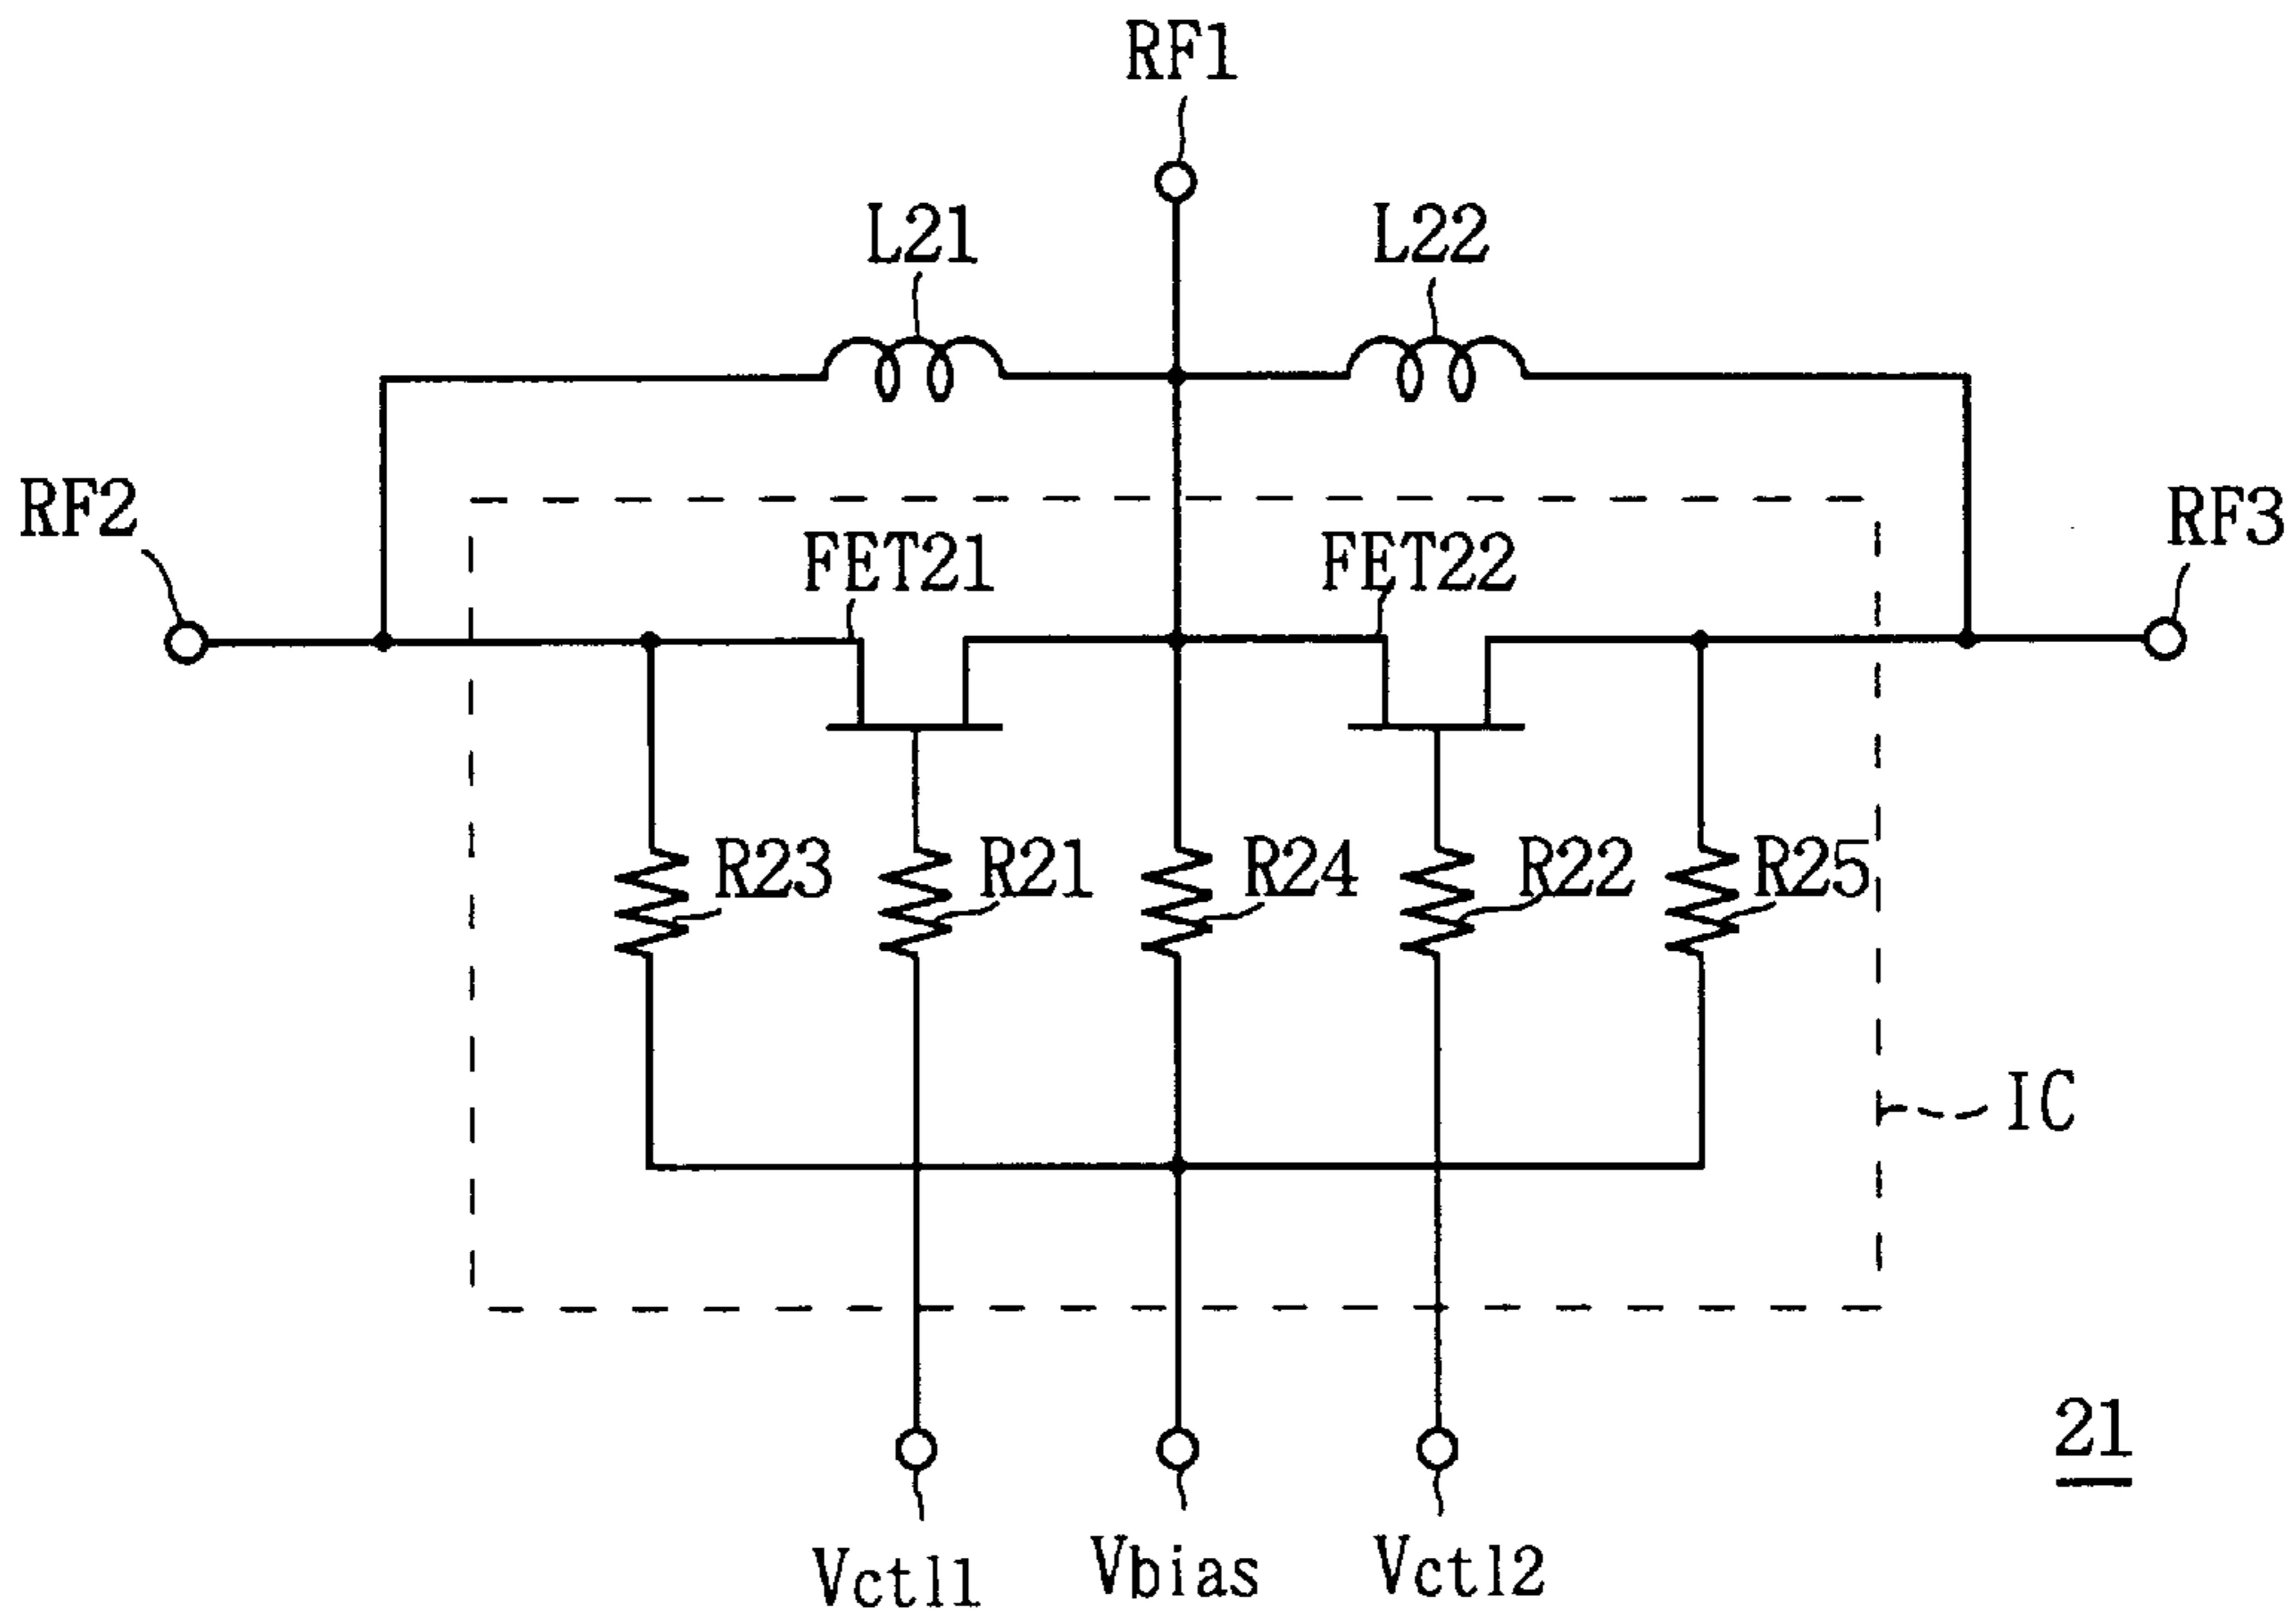 RF1
L21
L22
RF2
RF3
FET21
FET22
R23
R21
R24
R22
R25
IC
21
Vctl1
Vbias
Vctl2